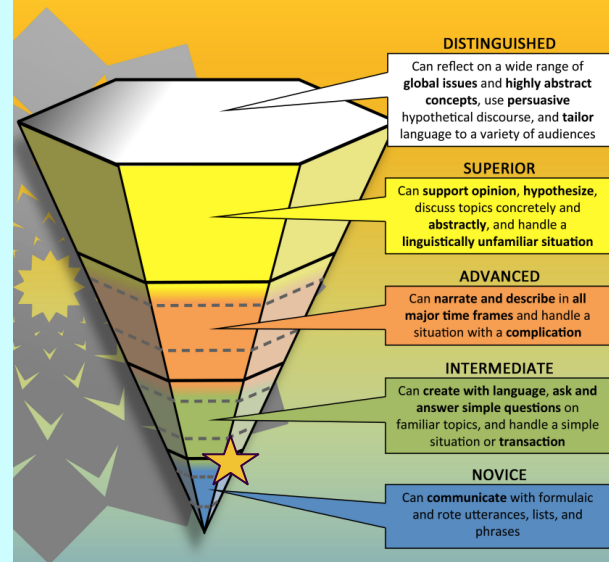 DISTINGUISHED
Can reflect on a wide range of
global issues and highly abstract
concepts, use persuasive
hypothetical discourse, and tailor
language to a variety of audiences
SUPERIOR
Can support opinion, hypothesize,
discuss topics concretely and
abstractly, and handle a
linguistically unfamiliar situation
ADVANCED
Can narrate and describe in all
major time frames and handle a
situation with a complication
INTERMEDIATE
Can create with language, ask and
answer simple questions on
familiar topics, and handle a simple
situation or transaction
NOVICE
Can communicate with formulaic
and rote utterances, lists, and
phrases